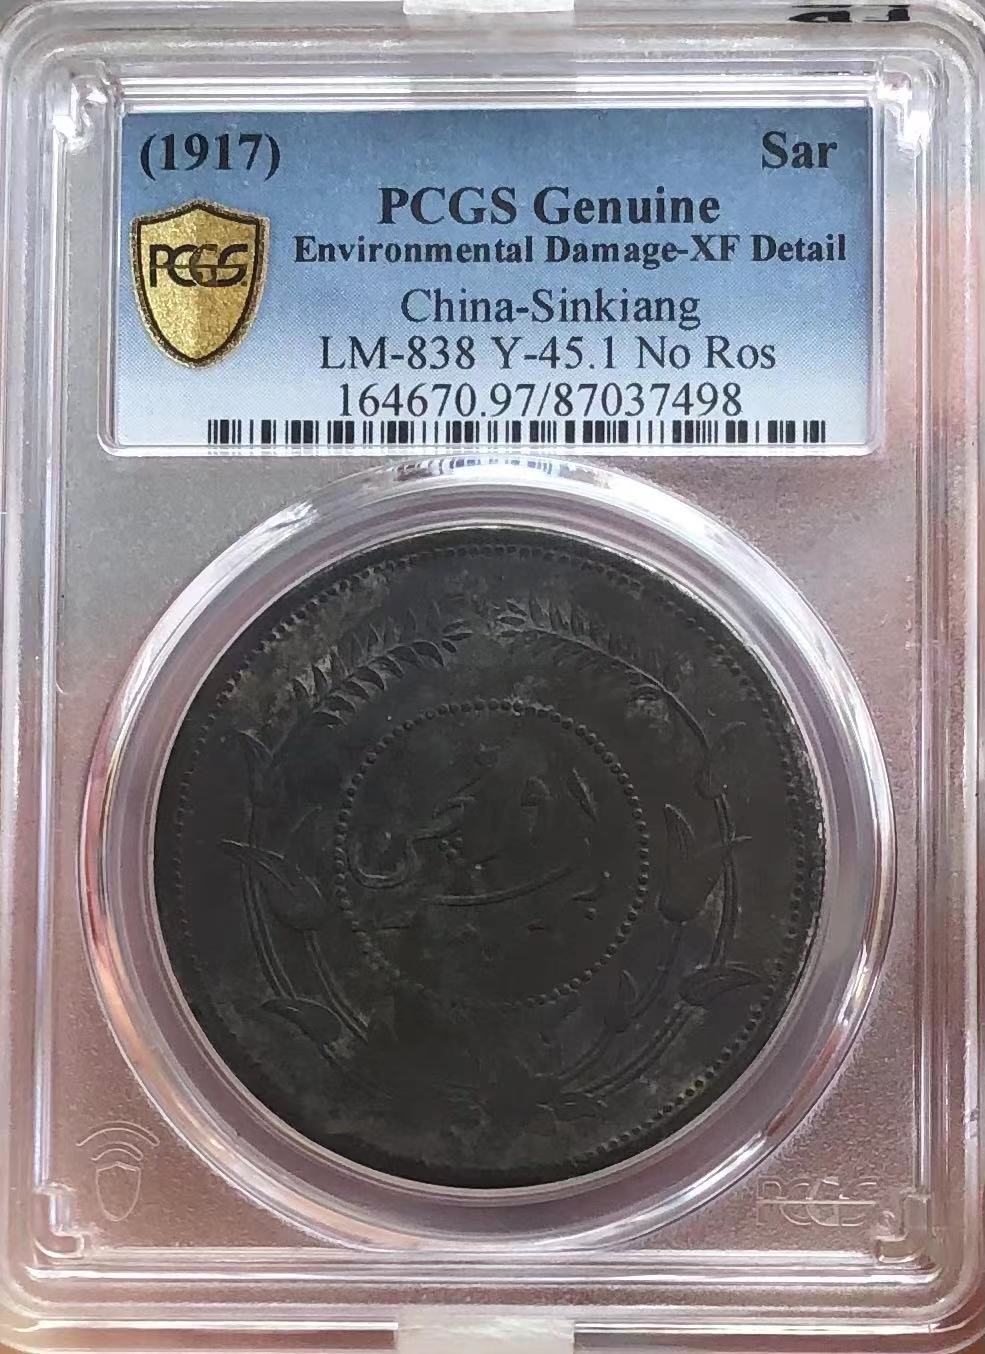 (1917) Sar
PCGS Genuine
PCGS
Environmental Damage-XF Detail
China-Sinkiang
LM-838 Y-45.1 No Ros
164670.97/87037498
PCGS